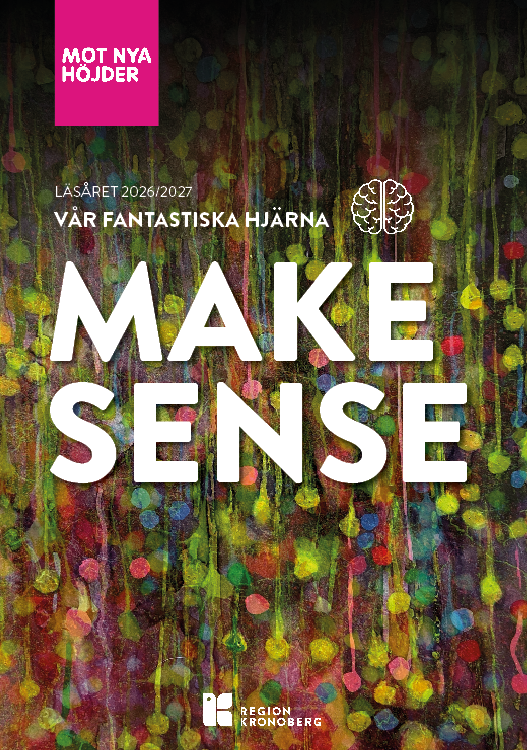 MOT NYA
HÖJDER
LÄSÅRET 2026/2027
VÅR FANTASTISKA HJÄRNA
MAKE
SENSE
REGION
KRONOBERG